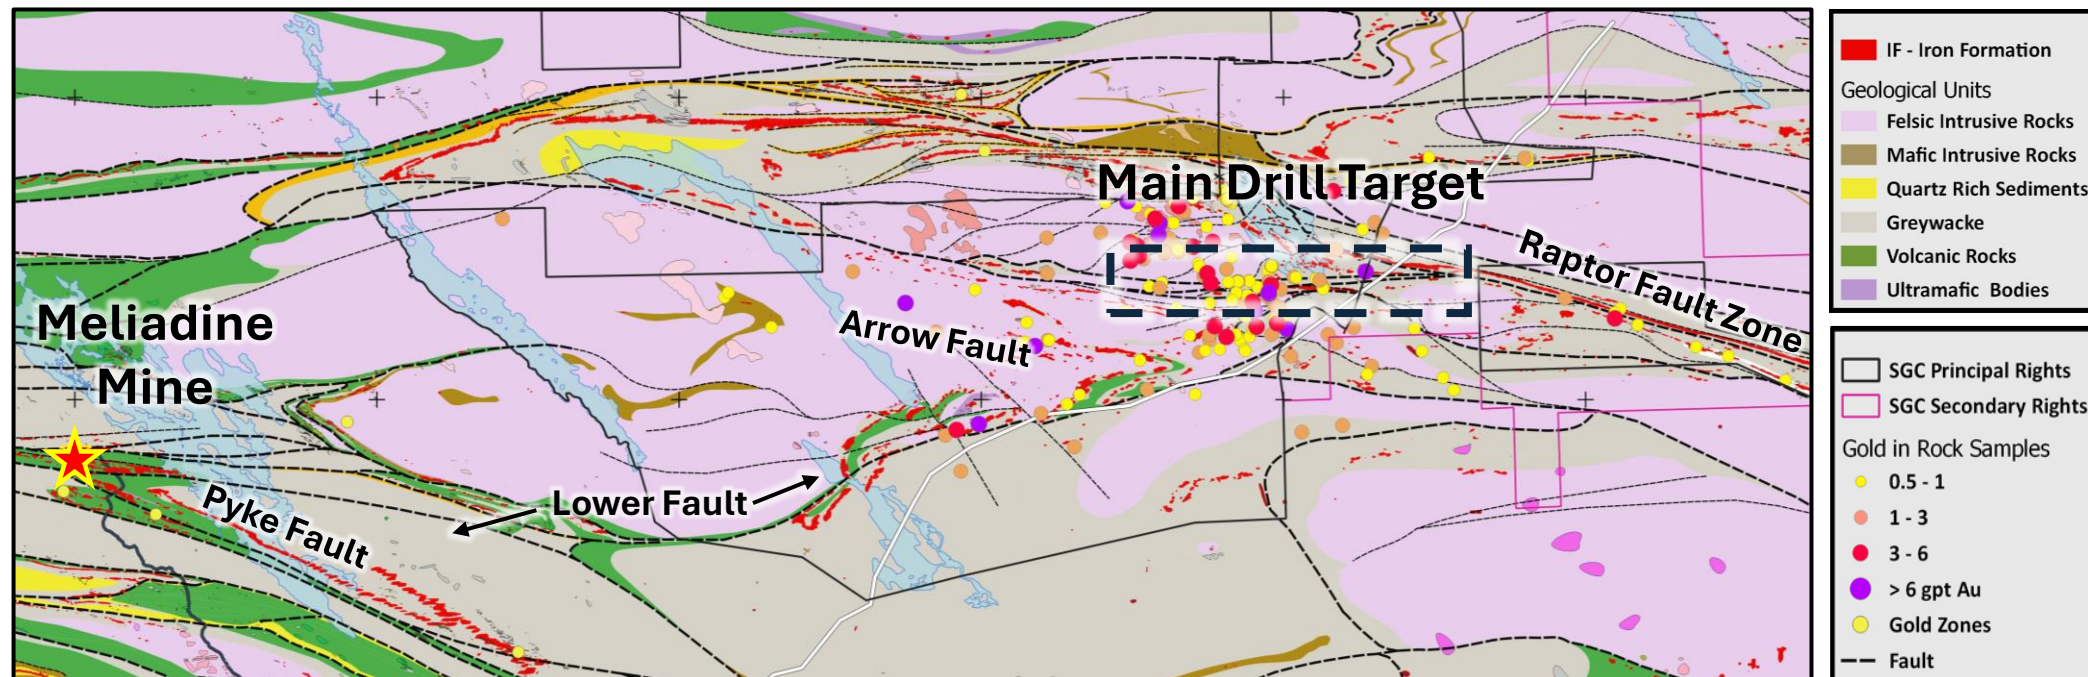 Main Drill Target
Raptor Fault Zone
Meliadine
Mine
Arrow Fault
Lower Fault
Pyke Fault
IF - Iron Formation
Geological Units
Felsic Intrusive Rocks
Mafic Intrusive Rocks
Quartz Rich Sediments
Greywacke
Volcanic Rocks
Ultramafic Bodies
SGC Principal Rights
SGC Secondary Rights
Gold in Rock Samples
0.5 - 1
1 - 3
3 - 6
> 6 gpt Au
Gold Zones
Fault